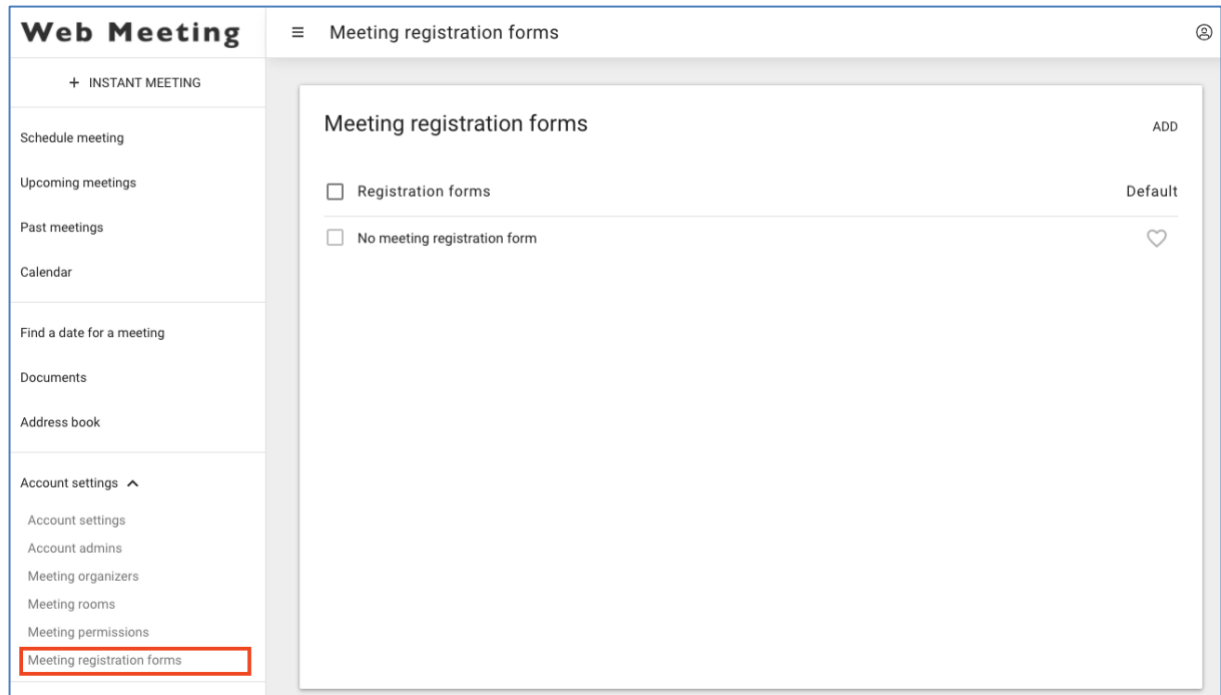 Web Meeting
≡ Meeting registration forms
+ INSTANT MEETING
Schedule meeting
Upcoming meetings
Past meetings
Calendar
Find a date for a meeting
Documents
Address book
Account settings
Account settings
Account admins
Meeting organizers
Meeting rooms
Meeting permissions
Meeting registration forms
Meeting registration forms ADD
Registration forms Default
No meeting registration form